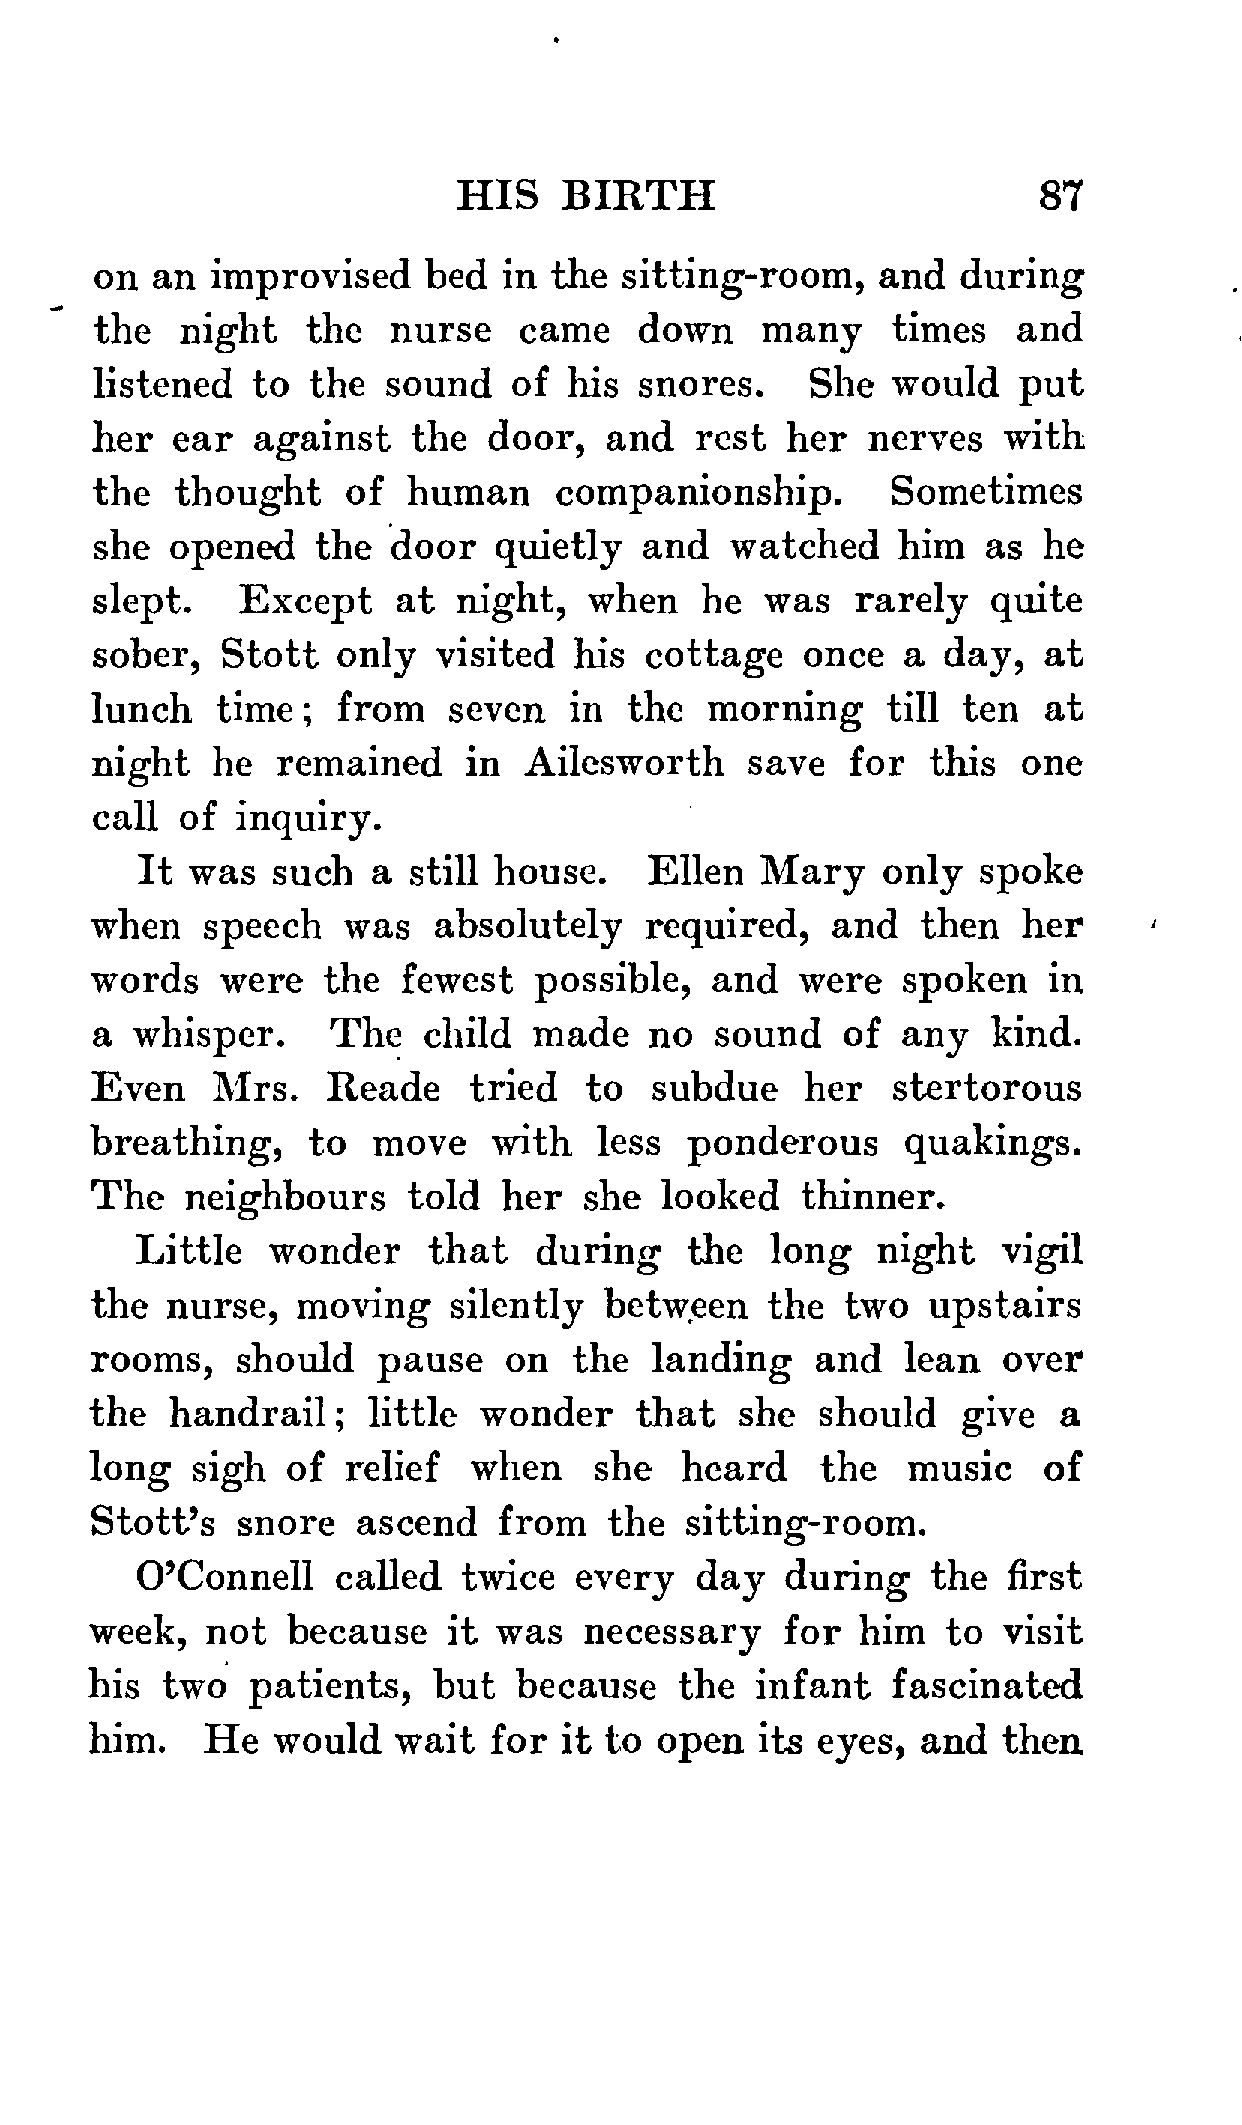 HIS BIRTH 87
on an improvised bed in the sitting-room, and during
the night the nurse came down many times and
listened to the sound of his snores. She would put
her ear against the door, and rest her nerves with
the thought of human companionship. Sometimes
she opened the door quietly and watched him as he
slept. Except at night, when he was rarely quite
sober, Stott only visited his cottage once a day, at
lunch time; from seven in the morning till ten at
night he remained in Ailesworth save for this one
call of inquiry.
It was such a still house. Ellen Mary only spoke
when speech was absolutely required, and then her
words were the fewest possible, and were spoken in
a whisper. The child made no sound of any kind.
Even Mrs. Reade tried to subdue her stertorous
breathing, to move with less ponderous quakings.
The neighbours told her she looked thinner.
Little wonder that during the long night vigil
the nurse, moving silently between the two upstairs
rooms, should pause on the landing and lean over
the handrail; little wonder that she should give a
long sigh of relief when she heard the music of
Stott's snore ascend from the sitting-room.
O'Connell called twice every day during the first
week, not because it was necessary for him to visit
his two patients, but because the infant fascinated
him. He would wait for it to open its eyes, and then